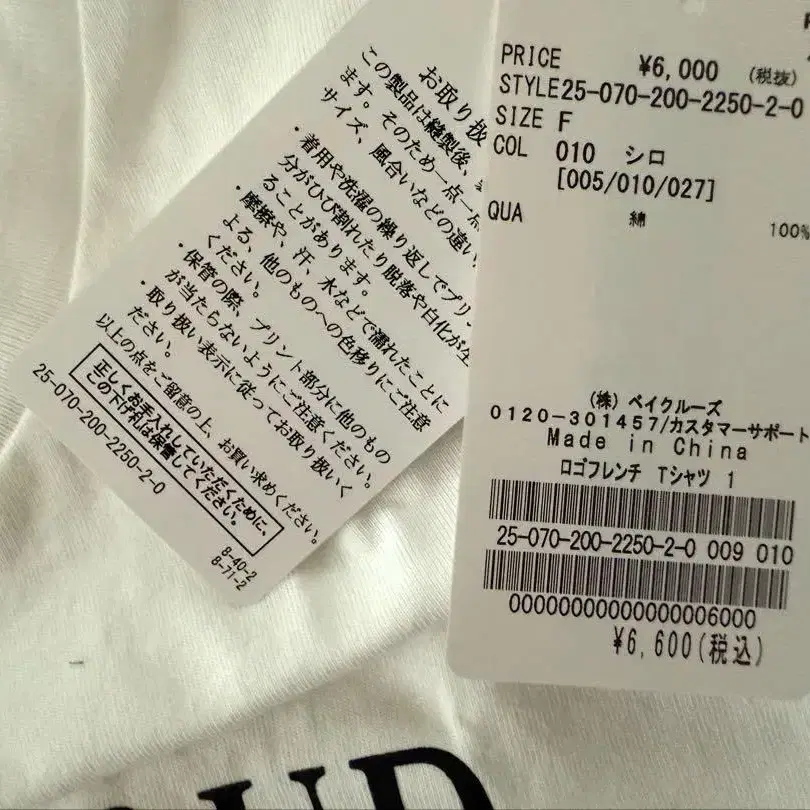 お取り扱
この製品は縫製後、
ます。そのため一点一点
サイズ、風合いなどの違い
・着用や洗濯の繰り返しでプリン
分がひび割れたり脱落や白化が生
ることがあります。
・摩擦や、汗、水などで濡れたことに
よる、他のものへの色移りにご注意
ください。
・保管の際、プリント部分に他のもの
が当たらないようにご注意ください。
・取り扱い表示に従ってお取り扱いく
ださい。
以上の点をご留意の上、お買い求めください。
正しくお手入れしていただくために、
この下げ札は保管してください。
25-070-200-2250-2-0
8-40-2
8-71-2
PRICE ¥6,000 (税抜)
STYLE25-070-200-2250-2-0
SIZE F
COL 010 シロ
[005/010/027]
QUA 綿 100%
(株)ベイクルーズ
0120-301457/カスタマーサポート
Made in China
ロゴフレンチ Tシャツ 1
25-070-200-2250-2-0 009 010
00000000000000006000
¥6,600(税込)
UD